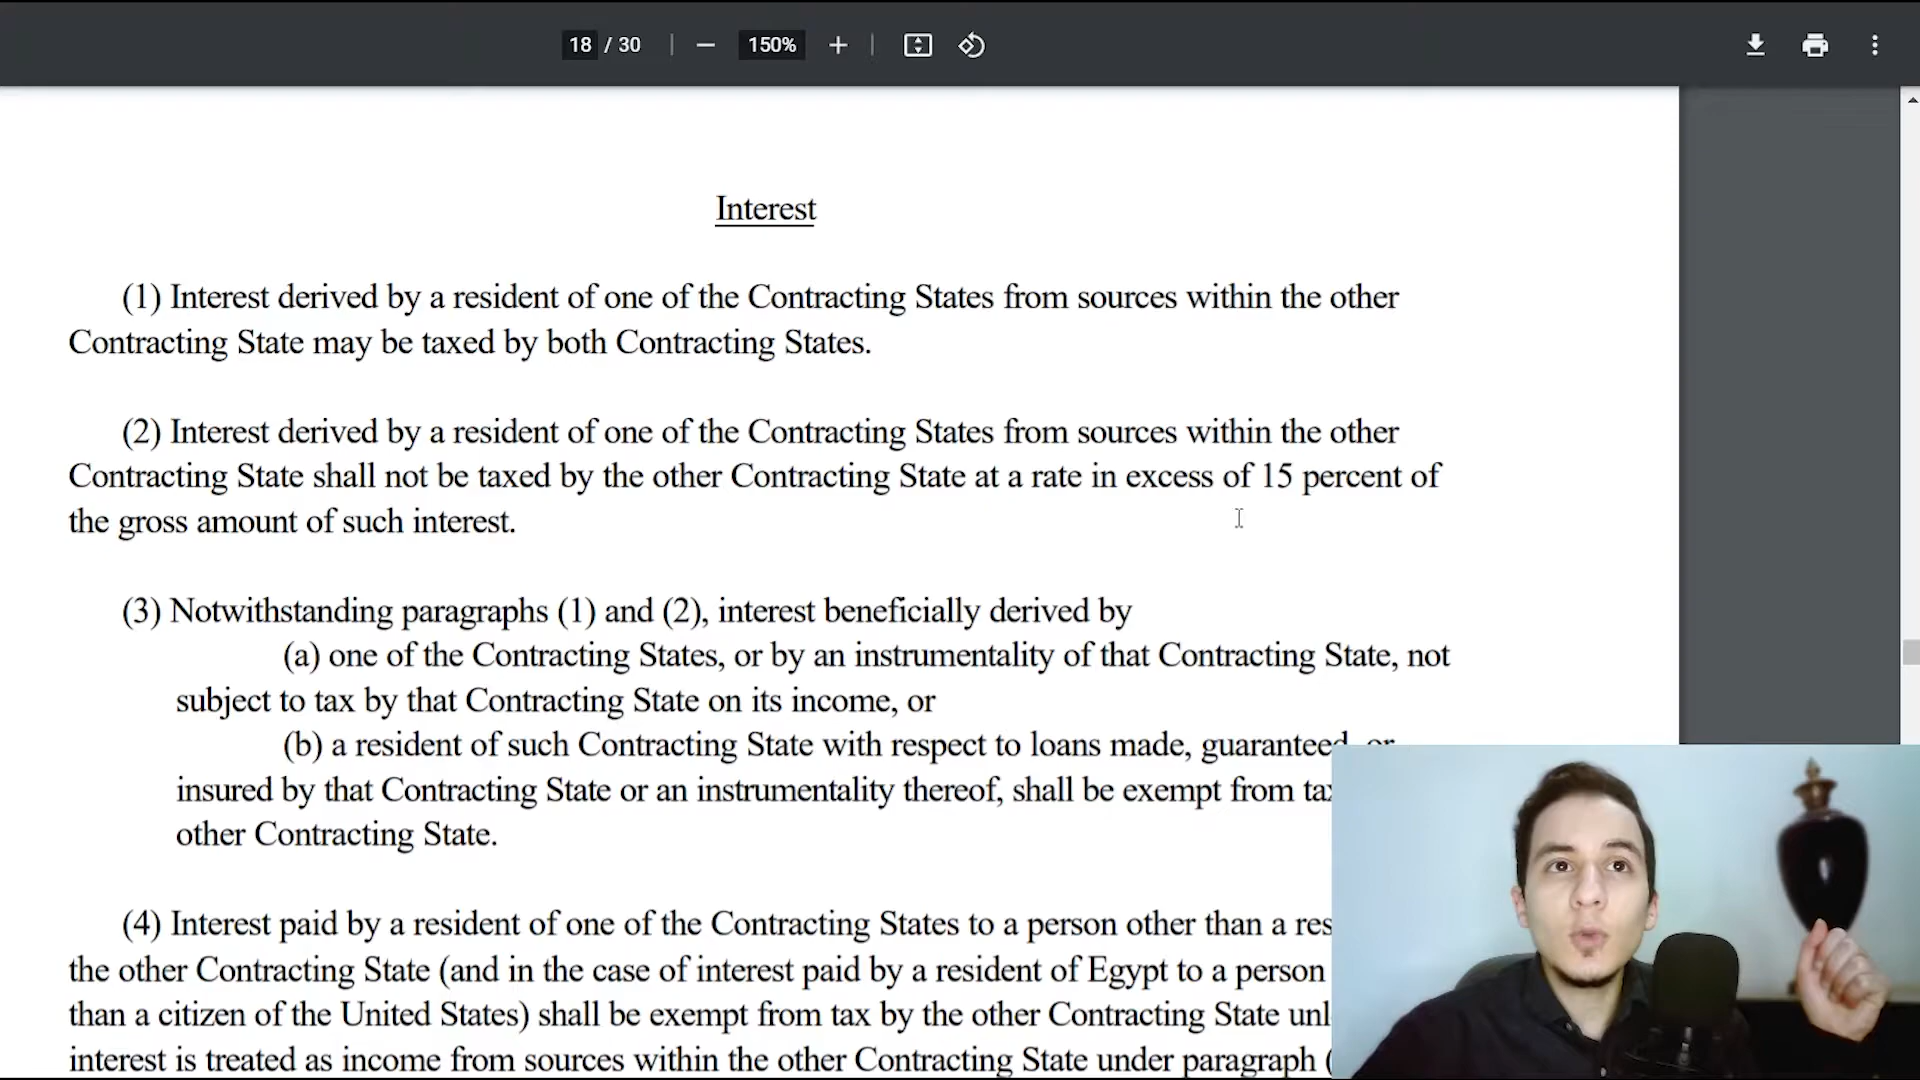 18 / 30
150%
Interest
(1) Interest derived by a resident of one of the Contracting States from sources within the other
Contracting State may be taxed by both Contracting States.
(2) Interest derived by a resident of one of the Contracting States from sources within the other
Contracting State shall not be taxed by the other Contracting State at a rate in excess of 15 percent of
the gross amount of such interest.
(3) Notwithstanding paragraphs (1) and (2), interest beneficially derived by
(a) one of the Contracting States, or by an instrumentality of that Contracting State, not
subject to tax by that Contracting State on its income, or
(b) a resident of such Contracting State with respect to loans made, guaranteed, or
insured by that Contracting State or an instrumentality thereof, shall be exempt from tax
other Contracting State.
(4) Interest paid by a resident of one of the Contracting States to a person other than a res
the other Contracting State (and in the case of interest paid by a resident of Egypt to a person
than a citizen of the United States) shall be exempt from tax by the other Contracting State unl
interest is treated as income from sources within the other Contracting State under paragraph (